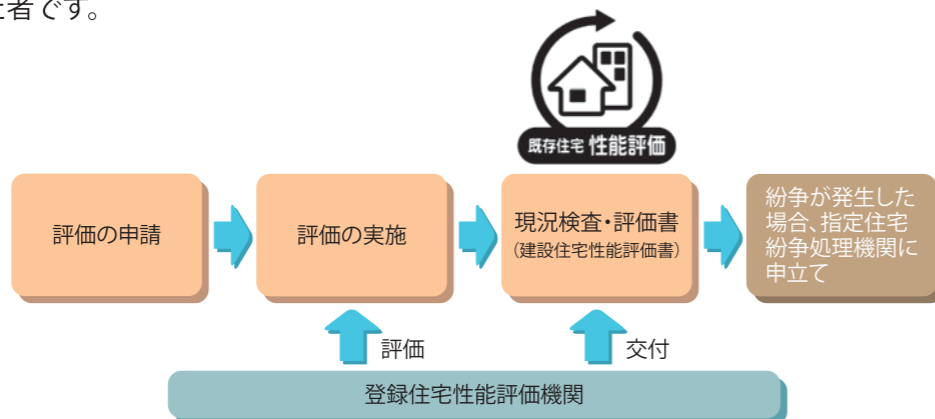 者です。
既存住宅 性能評価
評価の申請
評価の実施
現況検査・評価書
（建設住宅性能評価書）
紛争が発生した
場合、指定住宅
紛争処理機関に
申立て
評価
交付
登録住宅性能評価機関